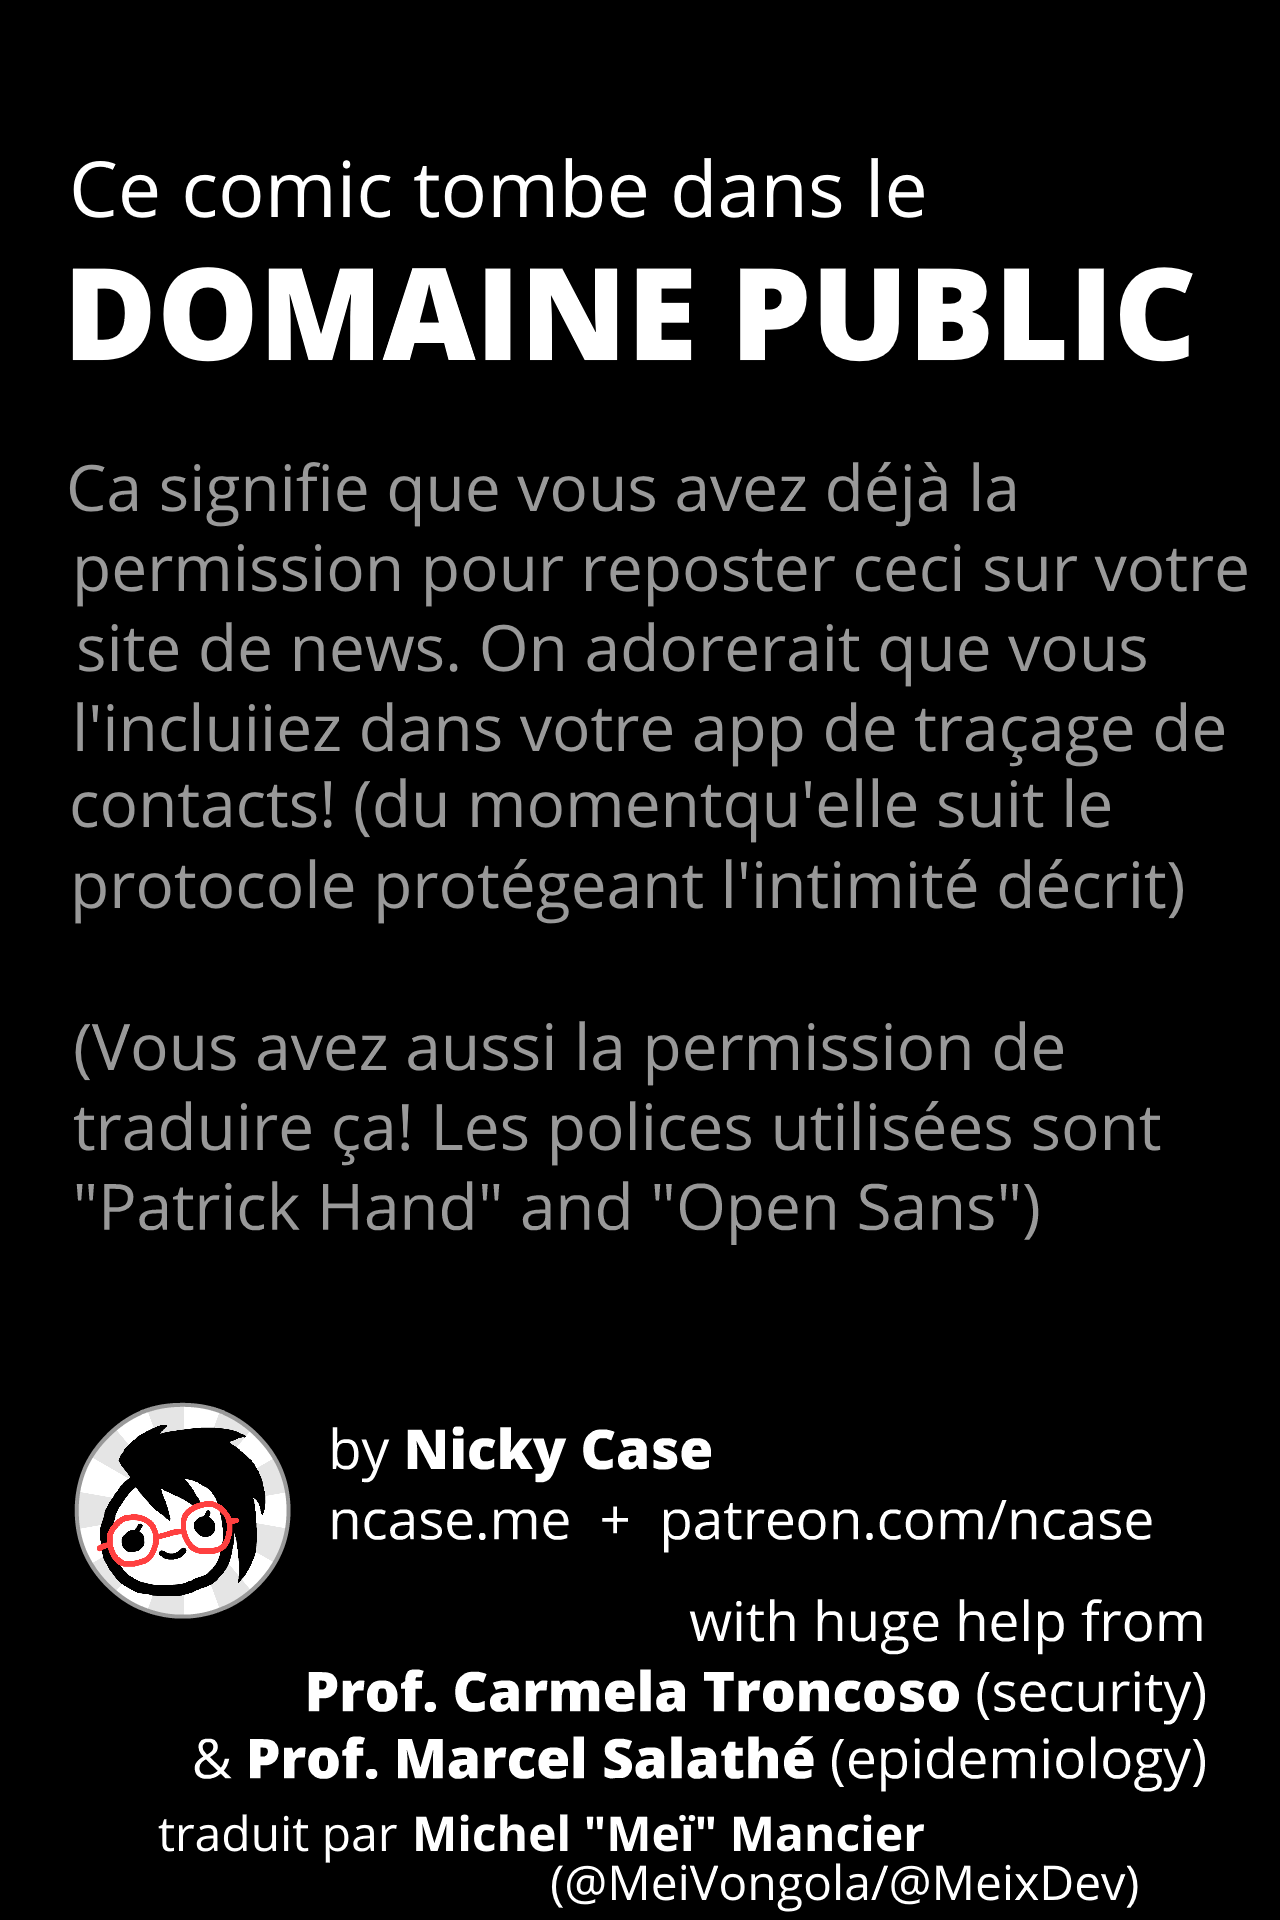 Ce comic tombe dans le
DOMAINE PUBLIC
Ca signifie que vous avez déjà la
permission pour reposter ceci sur votre
site de news. On adorerait que vous
l'incluiiez dans votre app de traçage de
contacts! (du momentqu'elle suit le
protocole protégeant l'intimité décrit)
(Vous avez aussi la permission de
traduire ça! Les polices utilisées sont
"Patrick Hand" and "Open Sans")
by Nicky Case
ncase.me + patreon.com/ncase
with huge help from
Prof. Carmela Troncoso (security)
& Prof. Marcel Salathé (epidemiology)
traduit par Michel "Meï" Mancier
(@MeiVongola/@MeixDev)